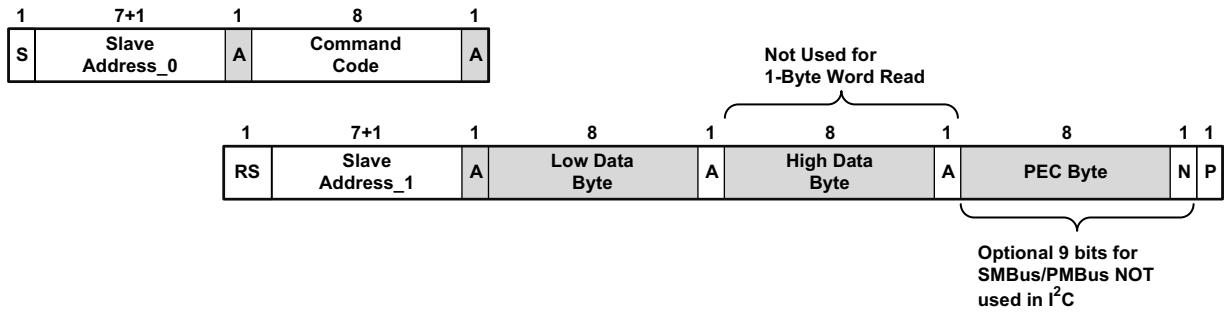 1 7+1 1 8 1
S Slave Address_0 A Command Code A
Not Used for
1-Byte Word Read
1 7+1 1 8 1 8 1 8 1 1
RS Slave Address_1 A Low Data Byte A High Data Byte A PEC Byte N P
Optional 9 bits for
SMBus/PMBus NOT
used in I²C